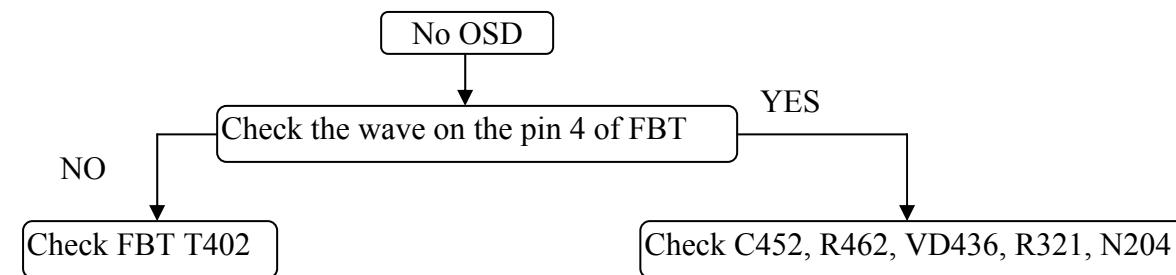 No OSD
YES
Check the wave on the pin 4 of FBT
NO
Check FBT T402
Check C452, R462, VD436, R321, N204